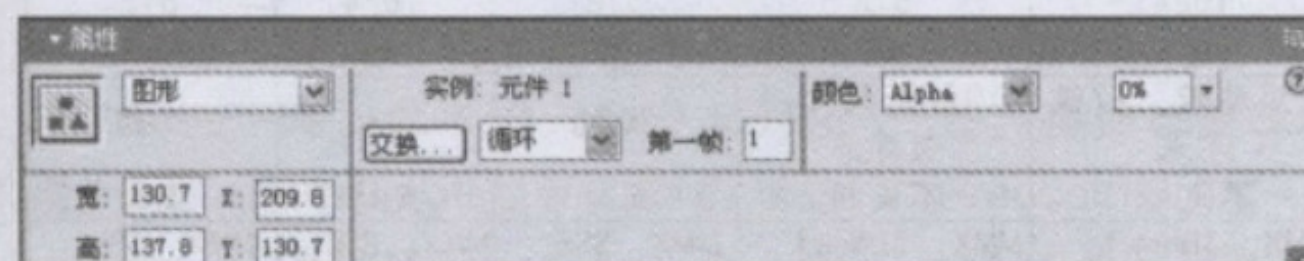 属性
图形 实例: 元件 1 颜色: Alpha 0%
交换... 循环 第一帧: 1
宽: 130.7 X: 209.8
高: 137.8 Y: 130.7